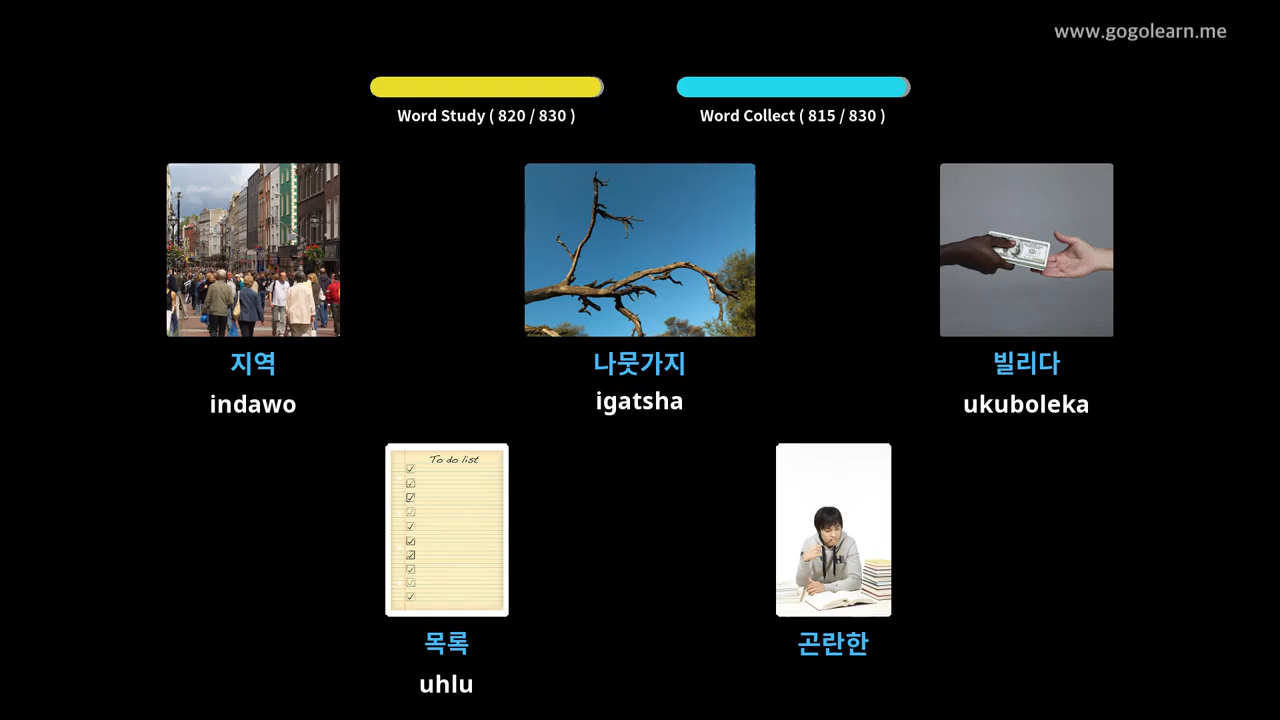 www.gogolearn.me
Word Study ( 820 / 830 )
Word Collect ( 815 / 830 )
지역
나뭇가지
빌리다
indawo
igatsha
ukuboleka
To do list
목록
곤란한
uhlu